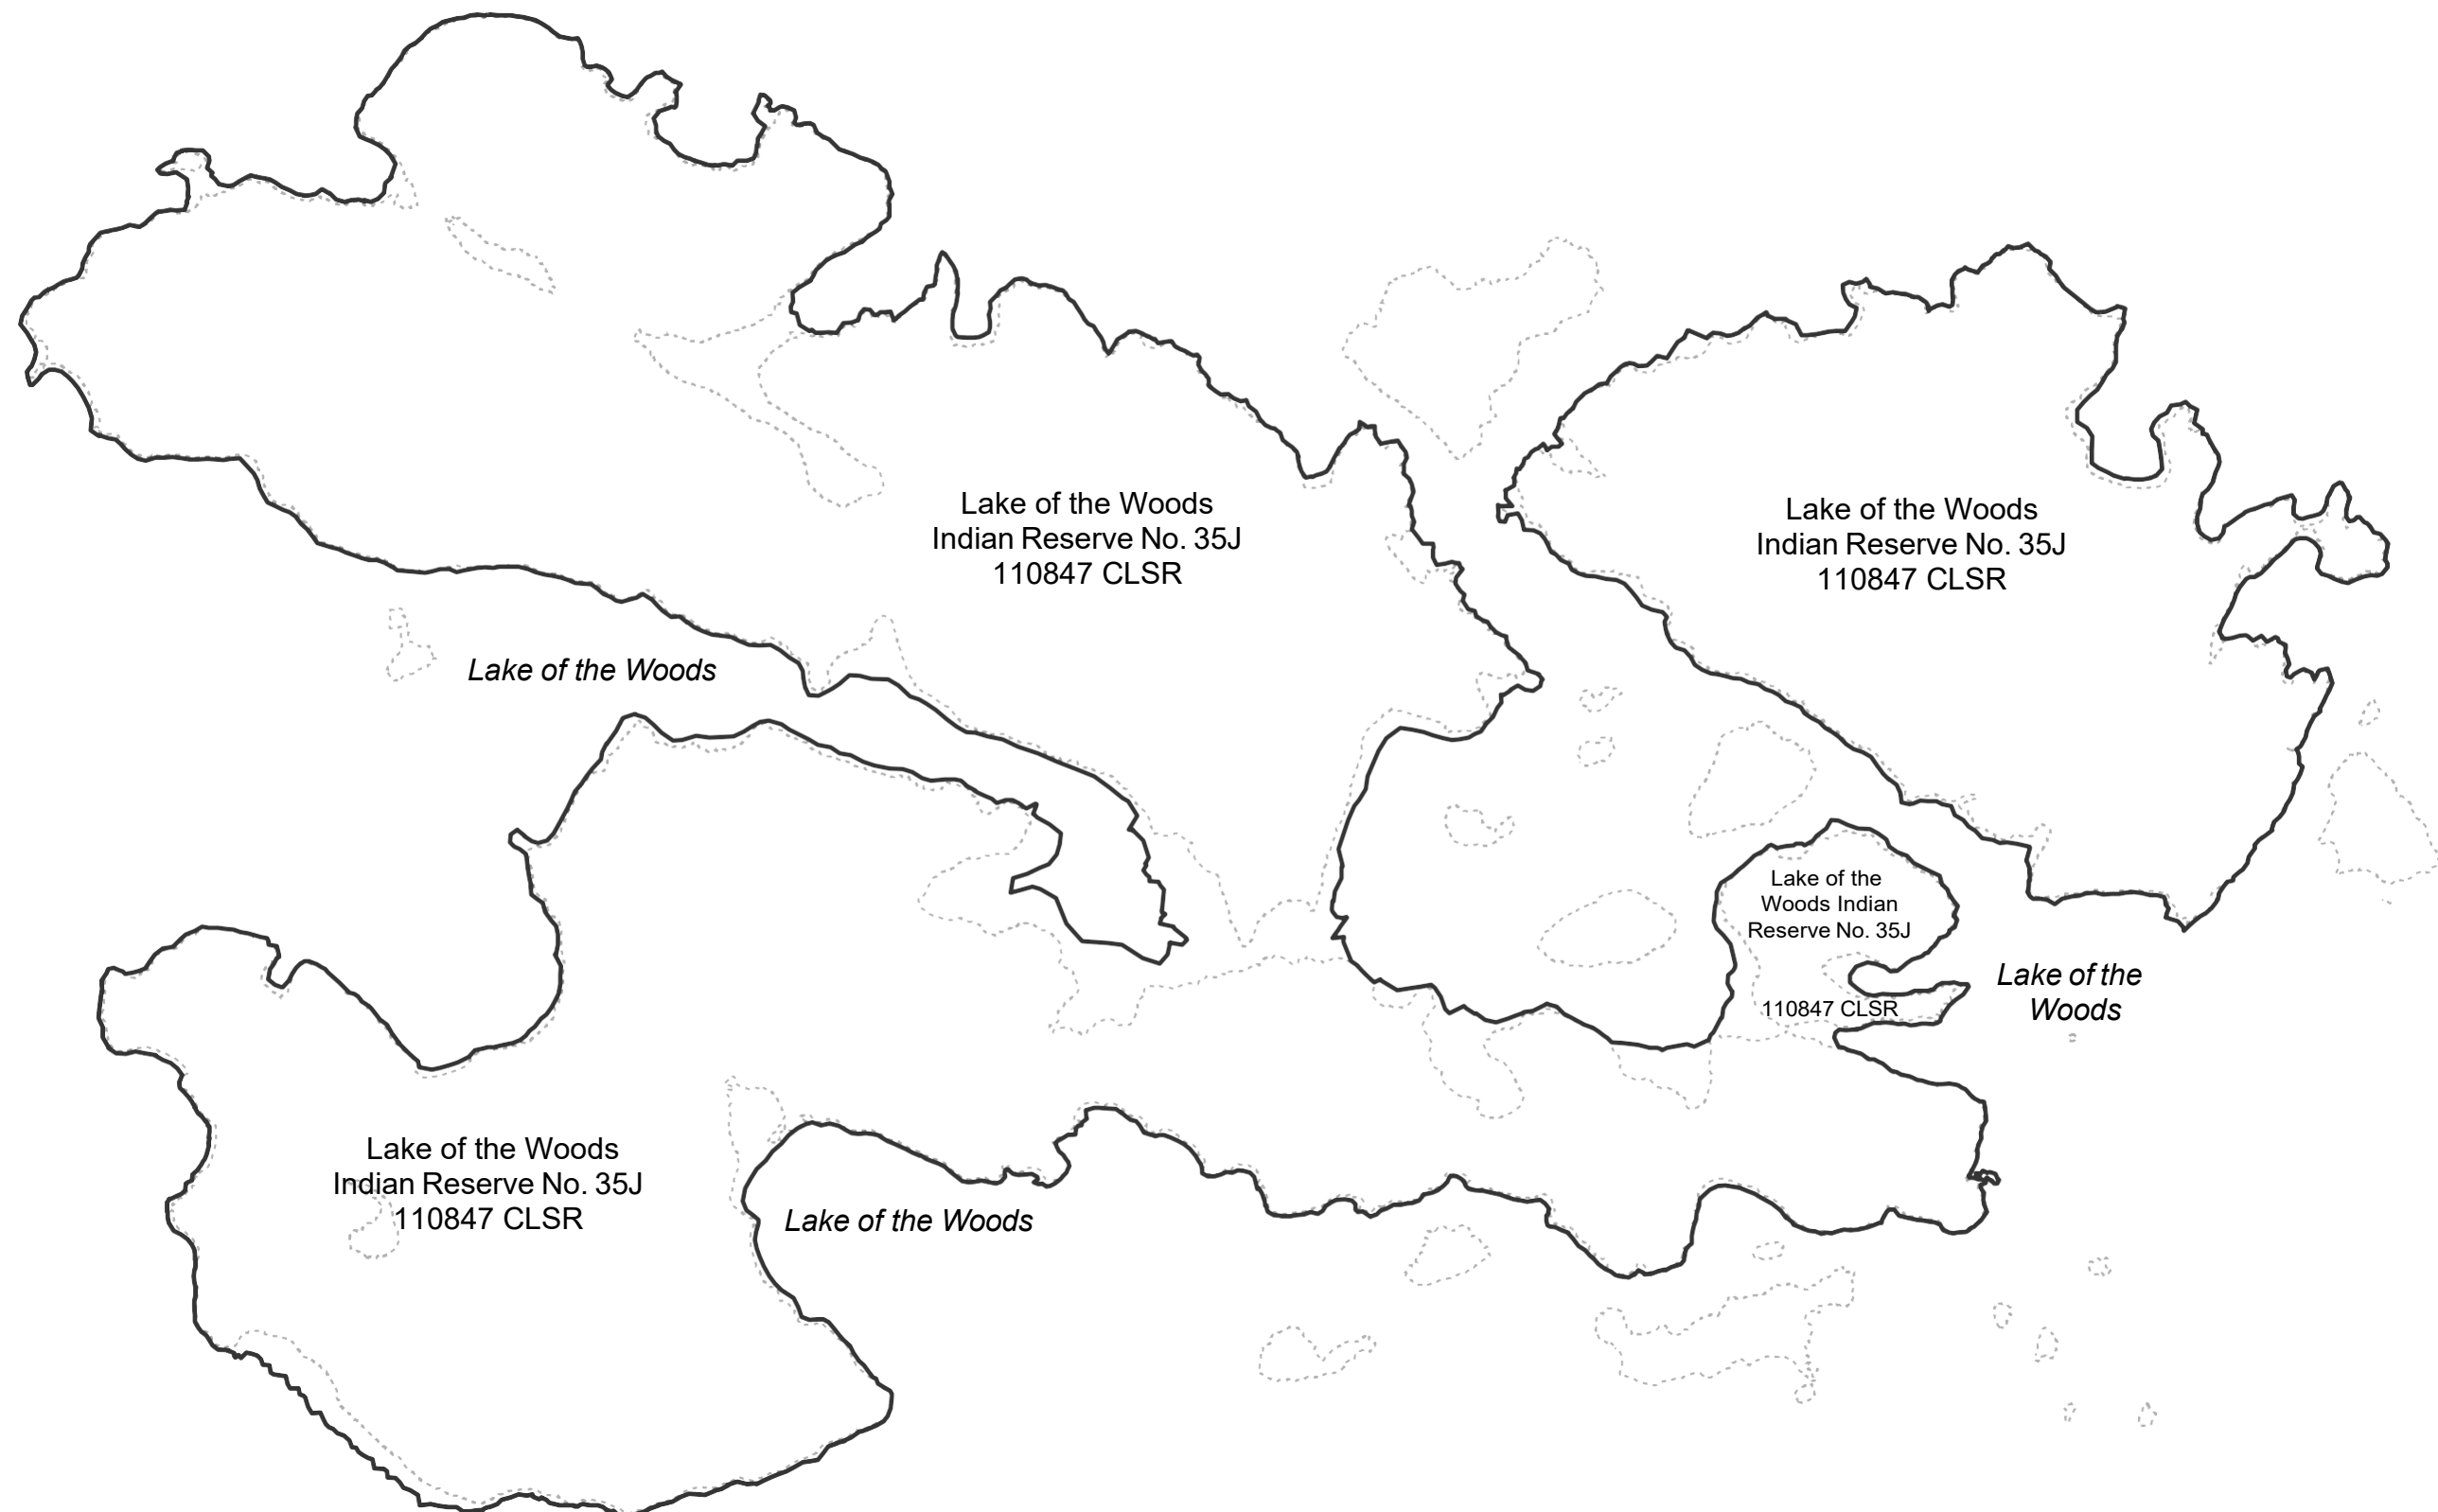 Lake of the Woods
Indian Reserve No. 35J
110847 CLSR
Lake of the Woods
Indian Reserve No. 35J
110847 CLSR
Lake of the Woods
Lake of the
Woods Indian
Reserve No. 35J
110847 CLSR
Lake of the
Woods
Lake of the Woods
Indian Reserve No. 35J
110847 CLSR
Lake of the Woods